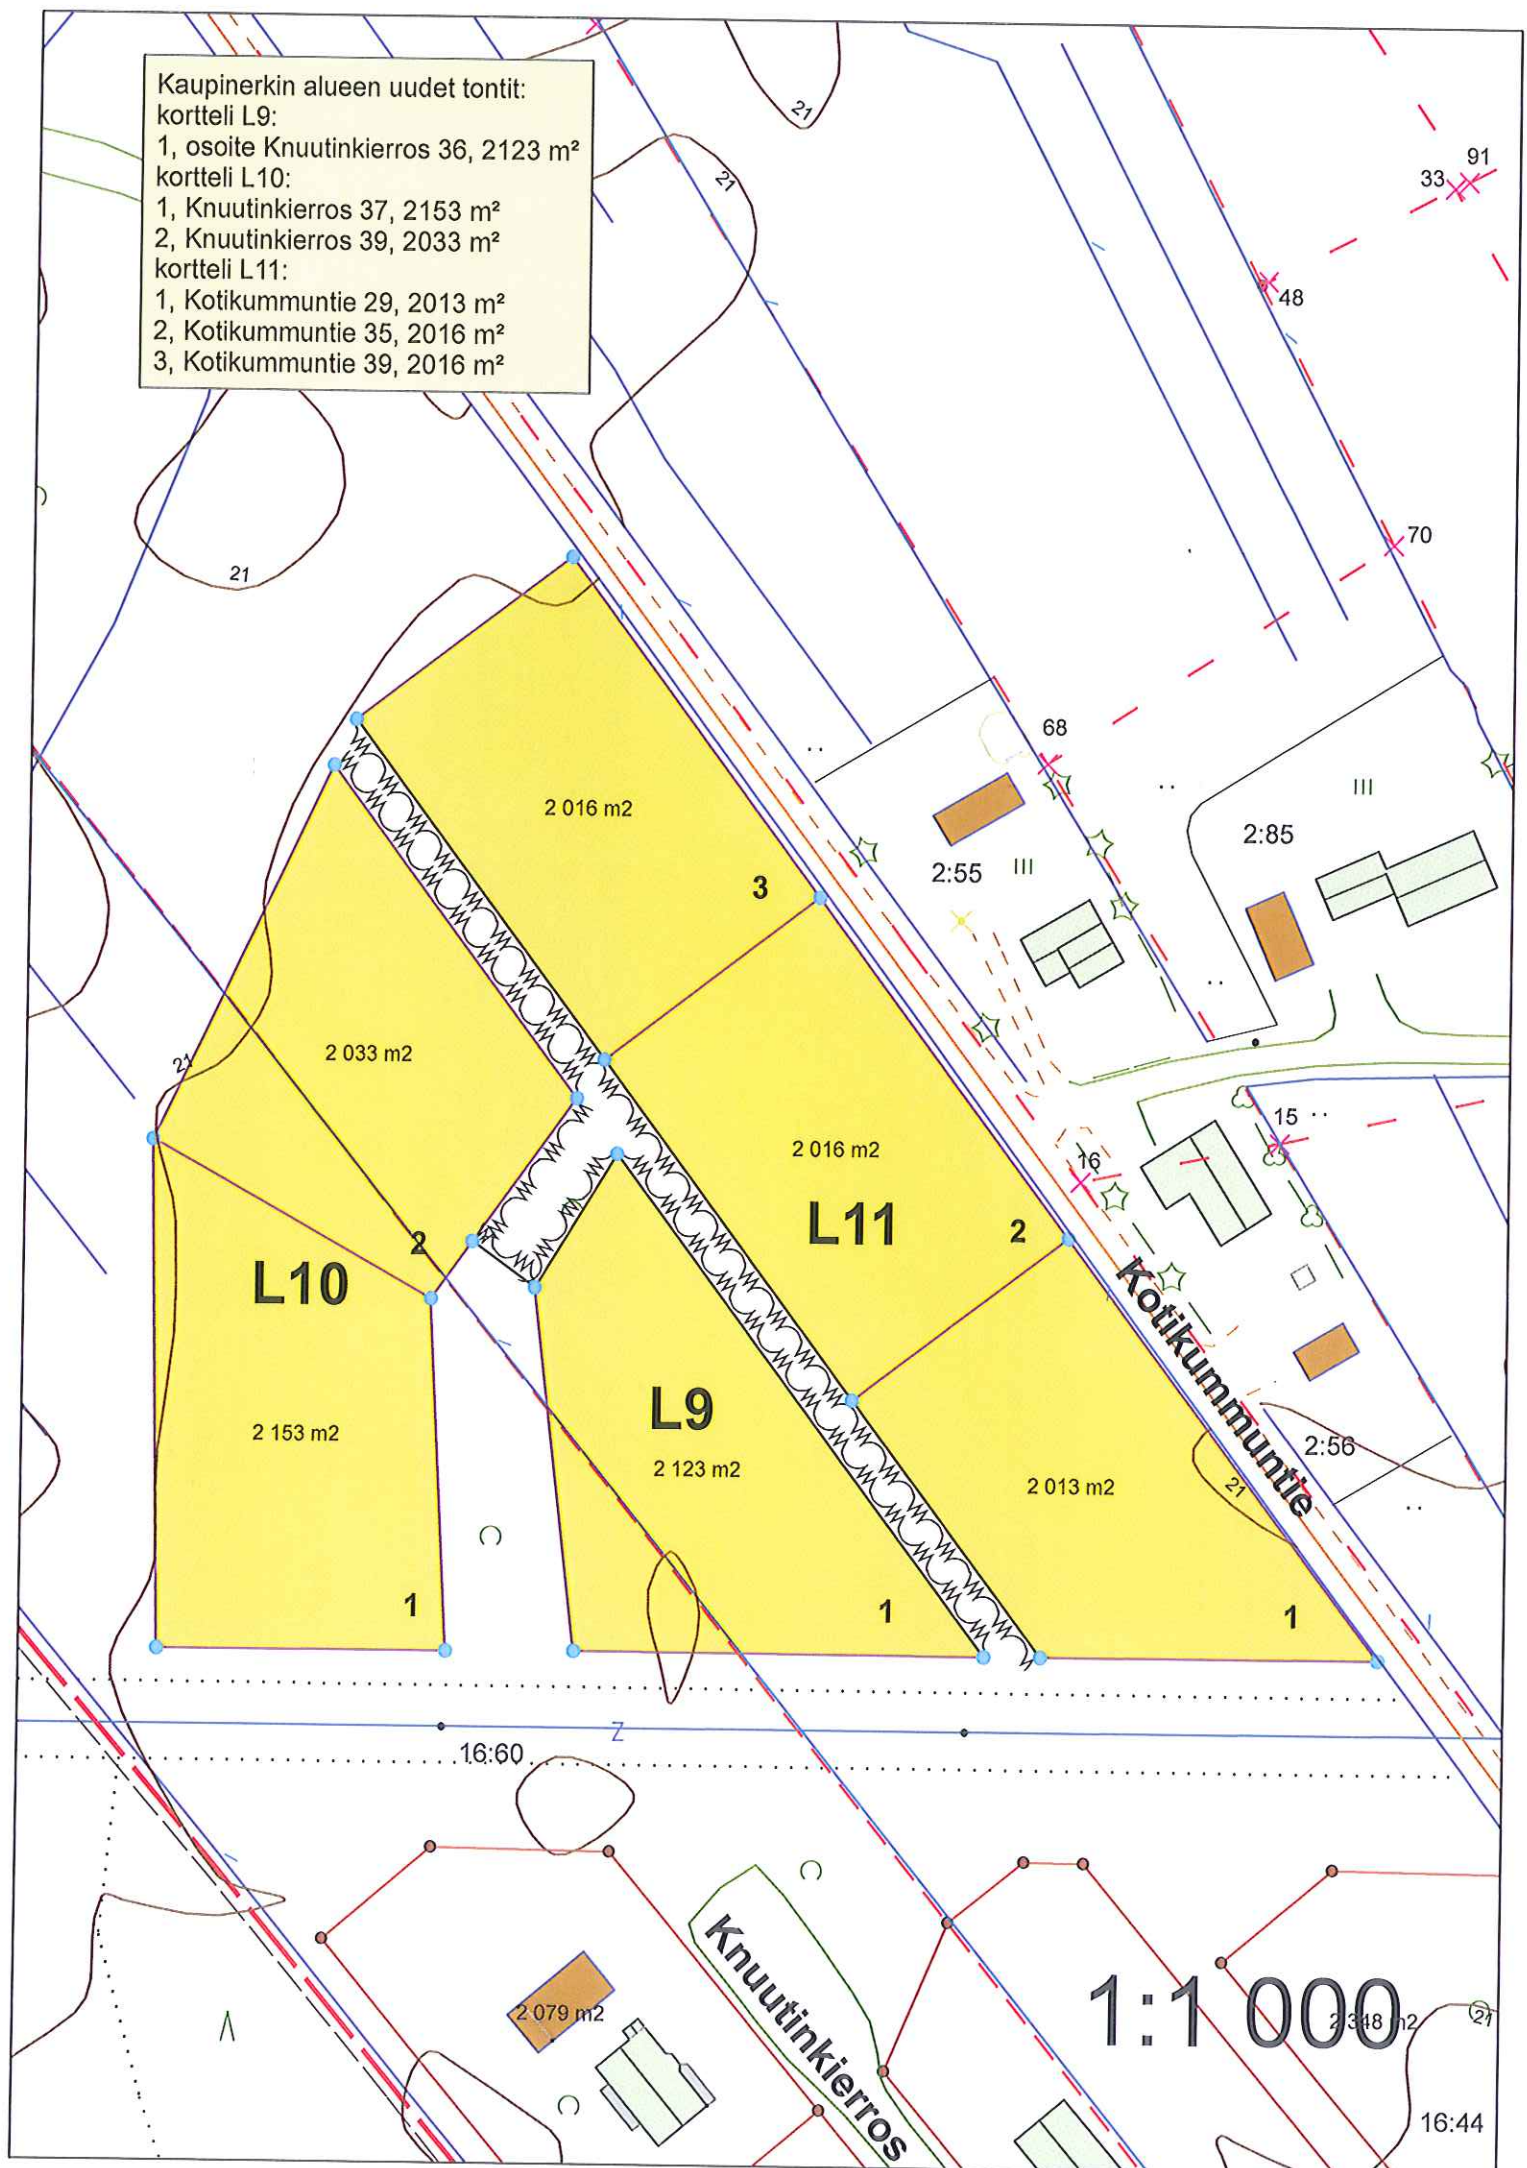 Kaupinerkin alueen uudet tontit:
kortteli L9:
1, osoite Knuutinkierros 36, 2123 m²
kortteli L10:
1, Knuutinkierros 37, 2153 m²
2, Knuutinkierros 39, 2033 m²
kortteli L11:
1, Kotikummuntie 29, 2013 m²
2, Kotikummuntie 35, 2016 m²
3, Kotikummuntie 39, 2016 m²
21
21
91
33
48
70
21
68
2 016 m2
2:85
2:55
3
2 033 m2
21
15
2 016 m2
16
L11
2
2
L10
Kotikummuntie
L9
2 153 m2
2:56
2 123 m2
2 013 m2
21
1
1
1
Z
16:60
Knuutinkierros
1:1 000
2 079 m2
2 348 m2
21
16:44